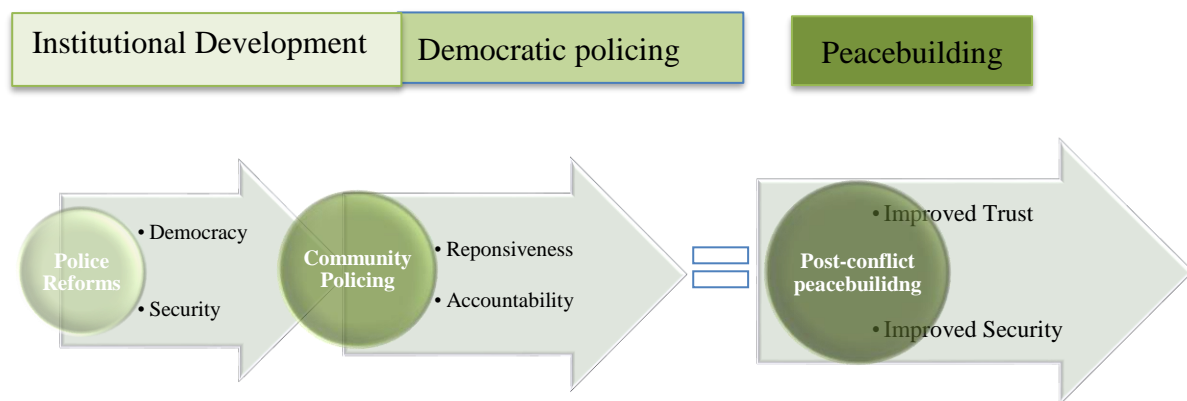 Institutional Development
Democratic policing
Peacebuilding
Police
Reforms
• Democracy
• Security
Community
Policing
• Reponsiveness
• Accountability
Post-conflict
peacebuilidng
• Improved Trust
• Improved Security